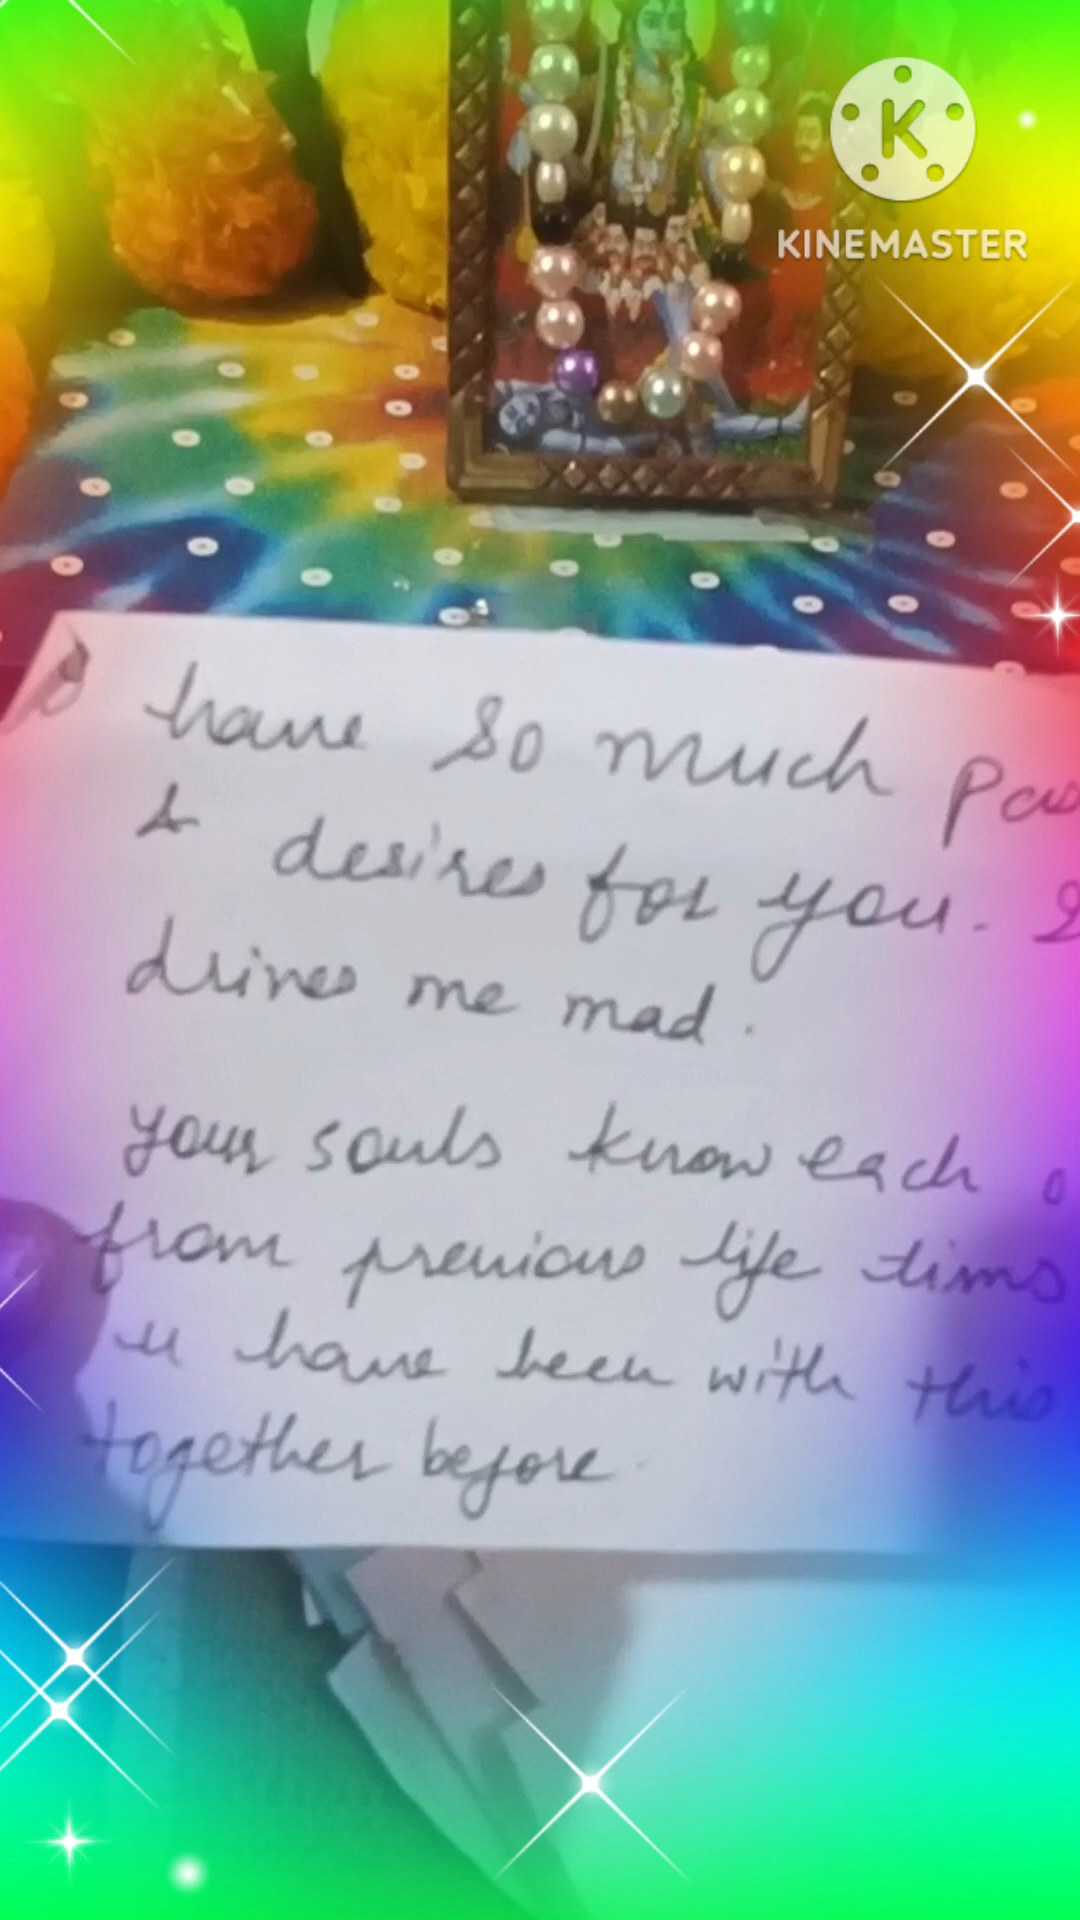 KINEMASTER
have so much
& desires for you.
drives me mad.
your souls know each
from previous life tims
u have been with this
together before.